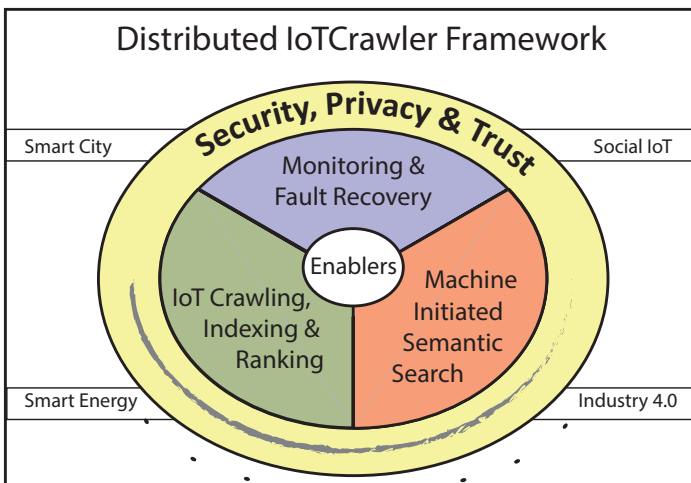 Distributed IoTCrawler Framework
Security, Privacy & Trust
Smart City
Social IoT
Monitoring &
Fault Recovery
Enablers
IoT Crawling,
Indexing &
Ranking
Machine
Initiated
Semantic
Search
Smart Energy
Industry 4.0